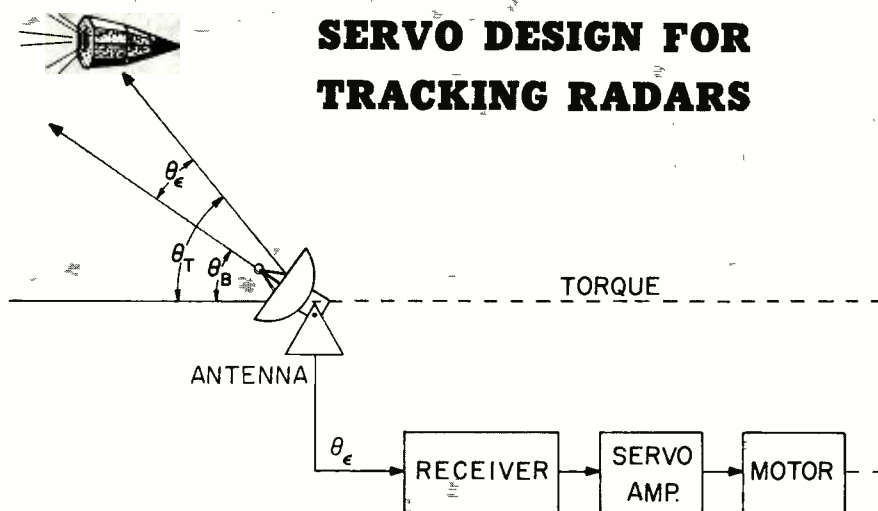 SERVO DESIGN FOR
TRACKING RADARS
θϵ
θT
θB
TORQUE
ANTENNA
θϵ
RECEIVER
SERVO
AMP.
MOTOR